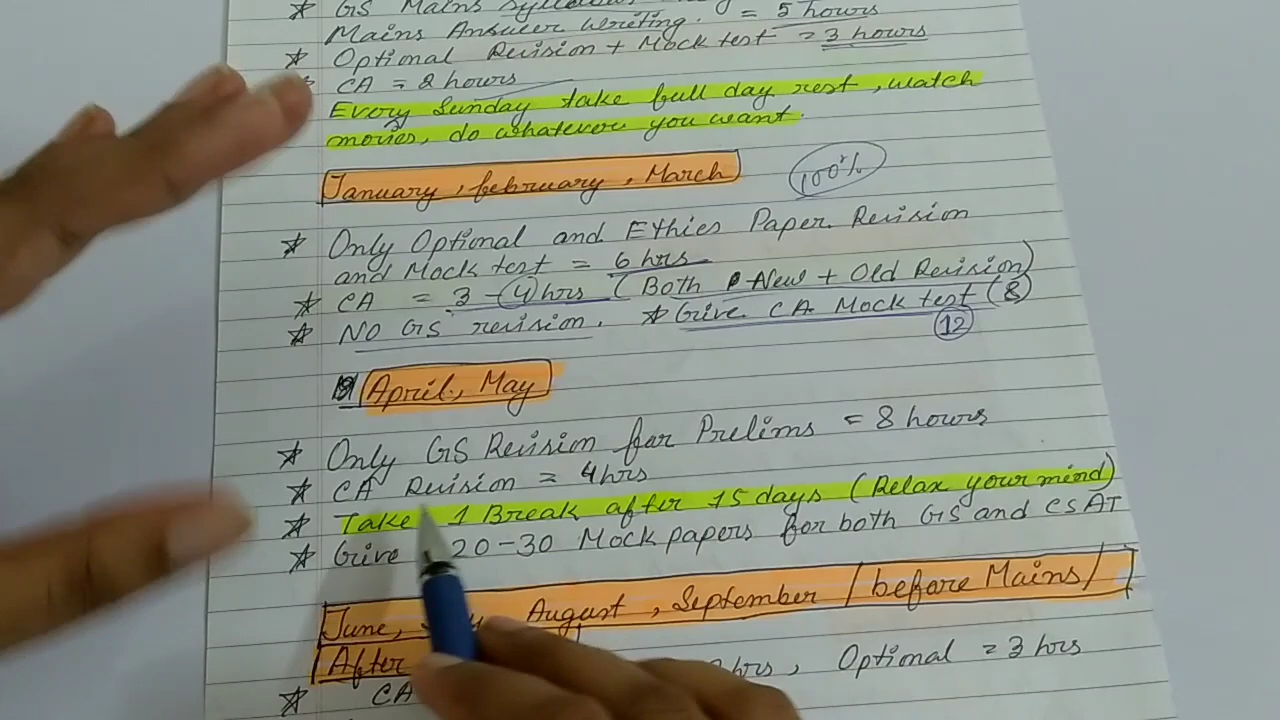 * GS Mains
Mains Answer writing. = 5 hours
* Optional Revision + Mock test = 3 hours
* CA = 2 hours
Every Sunday take full day rest, watch
movies, do whatever you want.
January, february, March 100%
* Only Optional and Ethics Paper Revision
and Mock test = 6 hrs
* CA = 3-4 hrs (Both New + Old Revision)
* NO GS revision. * Give CA Mock test (8)
12
April, May
* Only GS Revision for Prelims = 8 hours
* CA Revision = 4hrs
* Take 1 Break after 15 days (Relax your mind)
* Give 20-30 Mock papers for both GS and CSAT
June, August, September / before Mains/
After hrs, Optional = 3 hrs
* CA